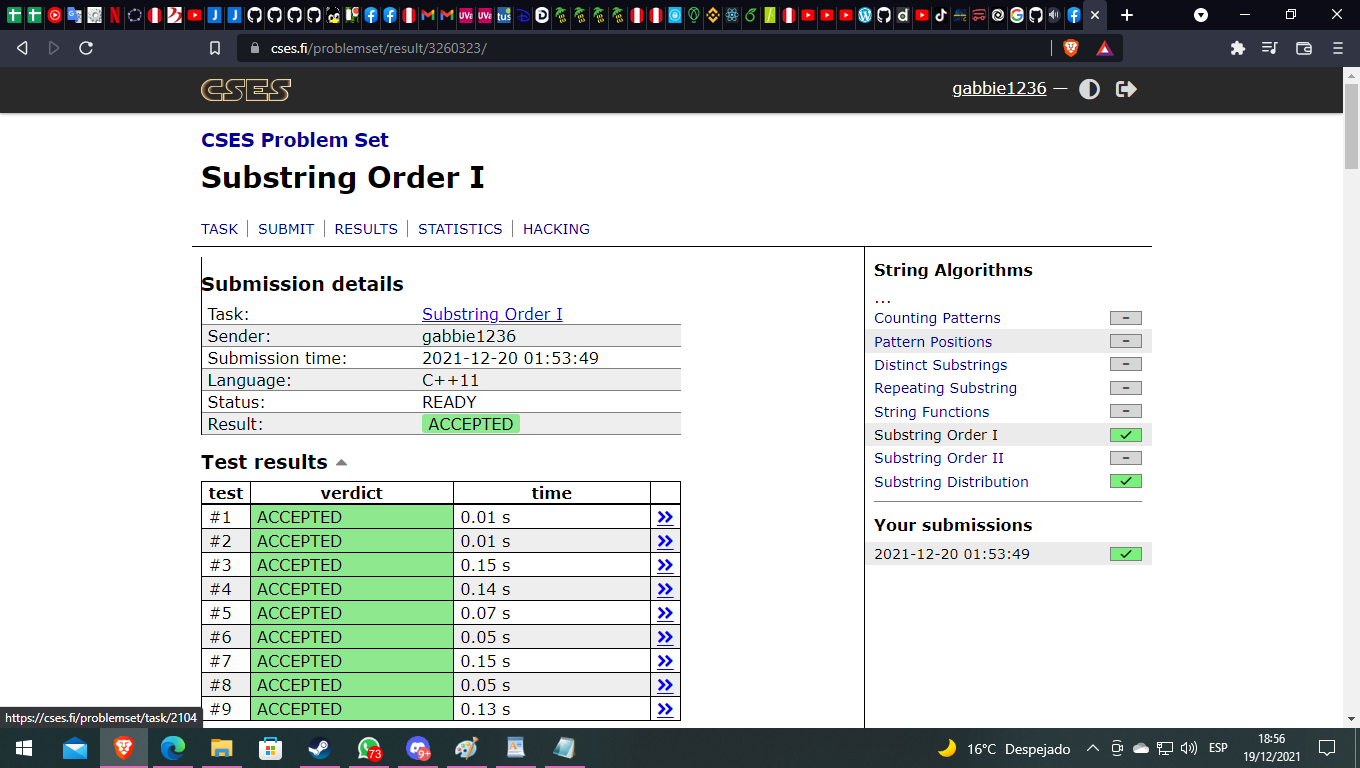 cses.fi/problemset/result/3260323/
CSES
gabbie1236 —
CSES Problem Set
Substring Order I
TASK | SUBMIT | RESULTS | STATISTICS | HACKING
Submission details
Task: Substring Order I
Sender: gabbie1236
Submission time: 2021-12-20 01:53:49
Language: C++11
Status: READY
Result: ACCEPTED
Test results
test verdict time
#1 ACCEPTED 0.01 s
#2 ACCEPTED 0.01 s
#3 ACCEPTED 0.15 s
#4 ACCEPTED 0.14 s
#5 ACCEPTED 0.07 s
#6 ACCEPTED 0.05 s
#7 ACCEPTED 0.15 s
#8 ACCEPTED 0.05 s
#9 ACCEPTED 0.13 s
String Algorithms
...
Counting Patterns –
Pattern Positions –
Distinct Substrings –
Repeating Substring –
String Functions –
Substring Order I
Substring Order II –
Substring Distribution
Your submissions
2021-12-20 01:53:49
https://cses.fi/problemset/task/2104
73
9+
16°C Despejado
ESP
18:56
19/12/2021